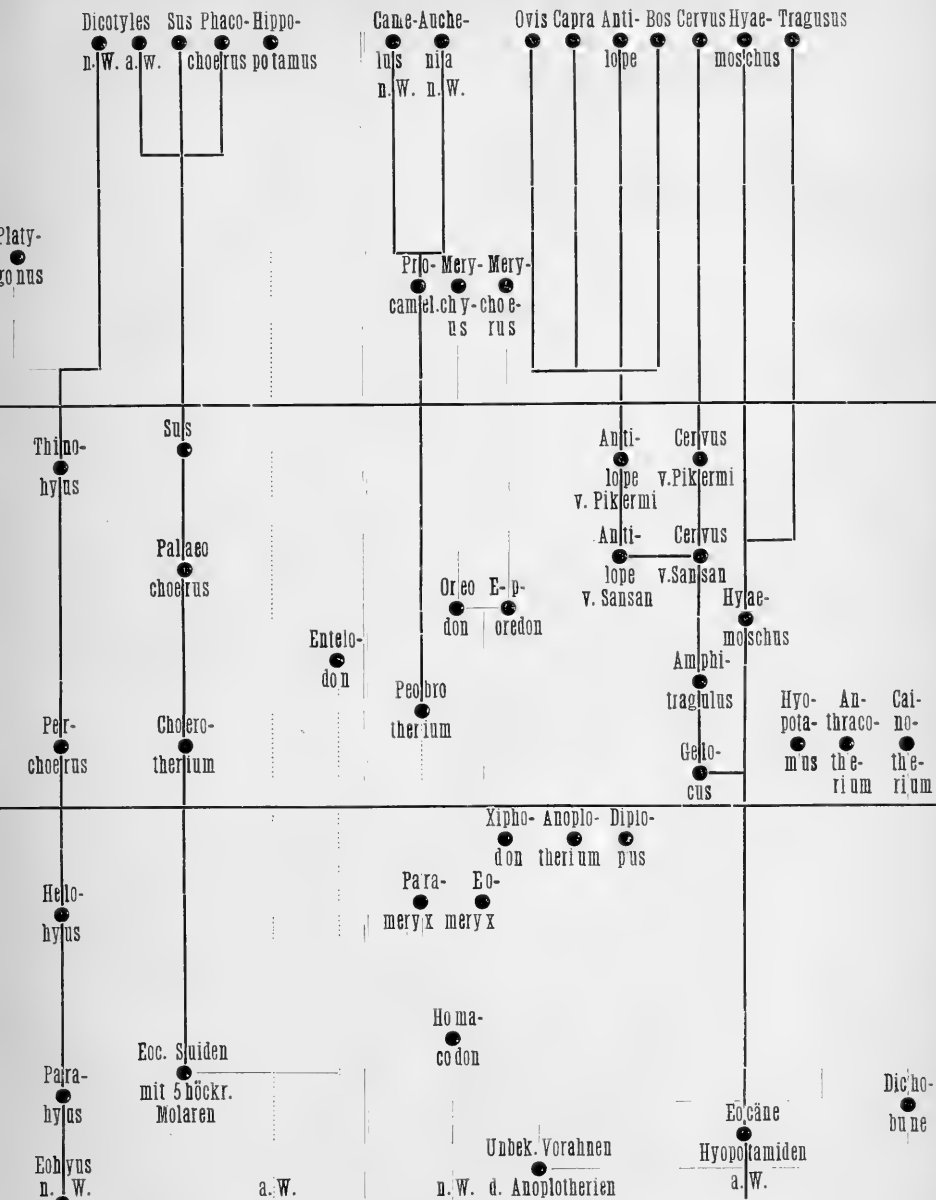 Dicotyles Sus Phaco- Hippo-
n. W. a. w. choerus potamus
Came- Auche-
lus nia
n. W. n. W.
Ovis Capra Anti- Bos Cervus Hyae- Tragusus
lope moschus
Platy-
gonus
Pro- Mery- Mery-
camel. chy- choe-
us rus
Thino-
hyus
Sus
Anti-
lope
v. Pikermi
Cervus
v. Pikermi
Palaeo
choerus
Anti-
lope
v. Sansan
Cervus
v. Sansan
Oreo
don
E-p-
oredon
Hyae-
moschus
Entelo-
don
Amphi-
tragulus
Peobro
therium
Per-
choerus
Cholero-
therium
Gelo-
cus
Hyo-
pota-
mus
An-
thraco-
the-
rium
Cai-
no-
the-
rium
Xipho-
don
Anoplo-
therium
Diplo-
pus
Helo-
hyus
Para-
meryx
Eo-
meryx
Homa-
codon
Eoc. Suiden
mit 5 höckr.
Molaren
Para-
hyus
Eocäne
Hyopotamiden
a. W.
Dicho-
bune
Unbek. Vorahnen
d. Anoplotherien
Eohyus
n. W.
a. W.
n. W.